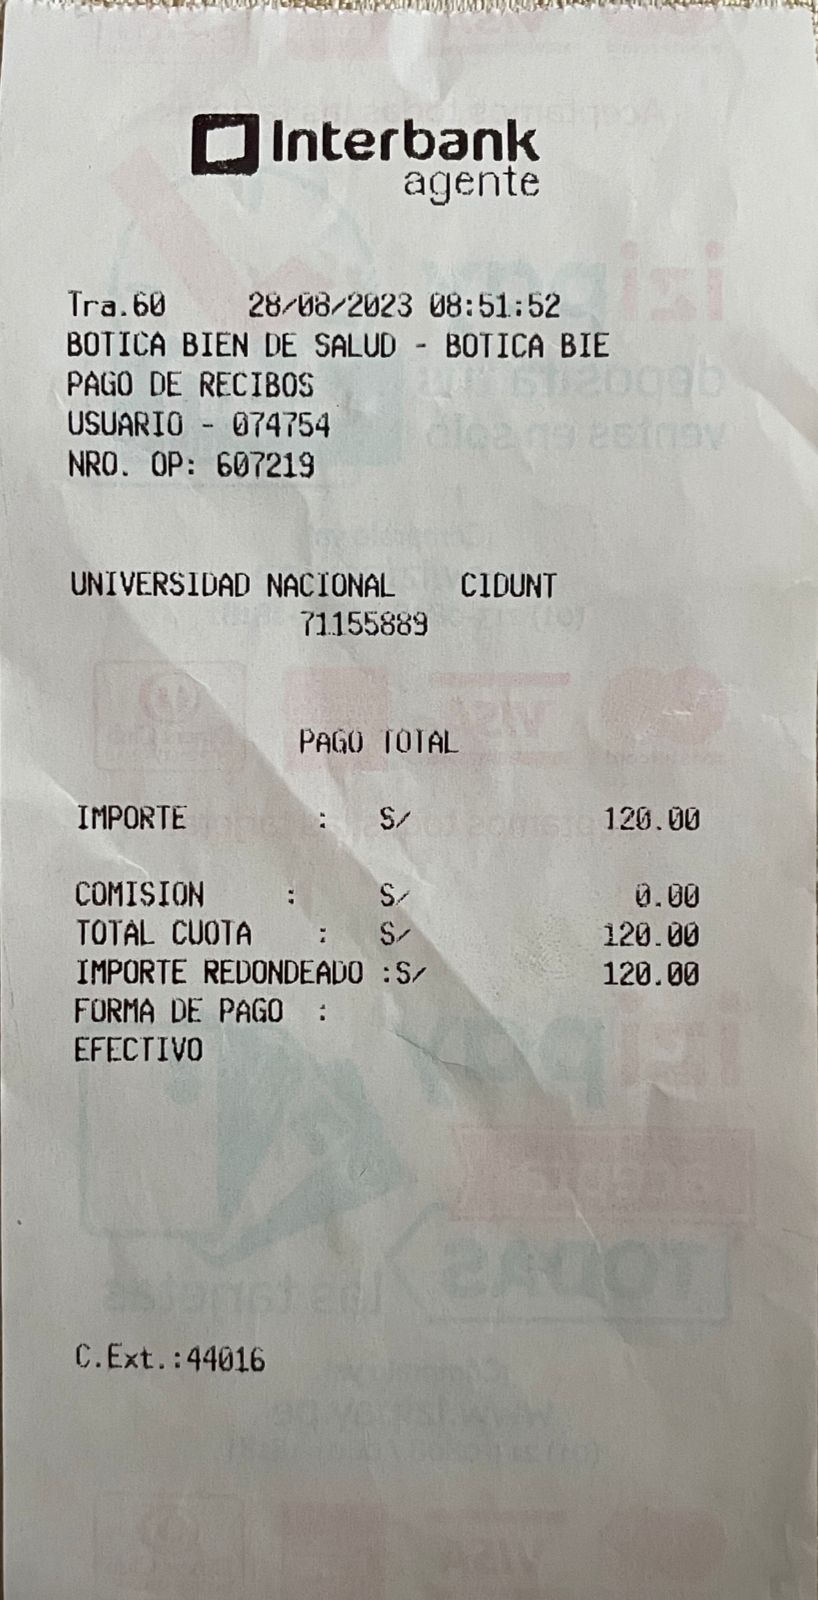 Interbank
agente
Tra.60 28/08/2023 08:51:52
BOTICA BIEN DE SALUD - BOTICA BIE
PAGO DE RECIBOS
USUARIO - 074754
NRO. OP: 607219
UNIVERSIDAD NACIONAL CIDUNT
71155889
PAGO TOTAL
IMPORTE : S/ 120.00
COMISION : S/ 0.00
TOTAL CUOTA : S/ 120.00
IMPORTE REDONDEADO :S/ 120.00
FORMA DE PAGO :
EFECTIVO
C.Ext.:44016